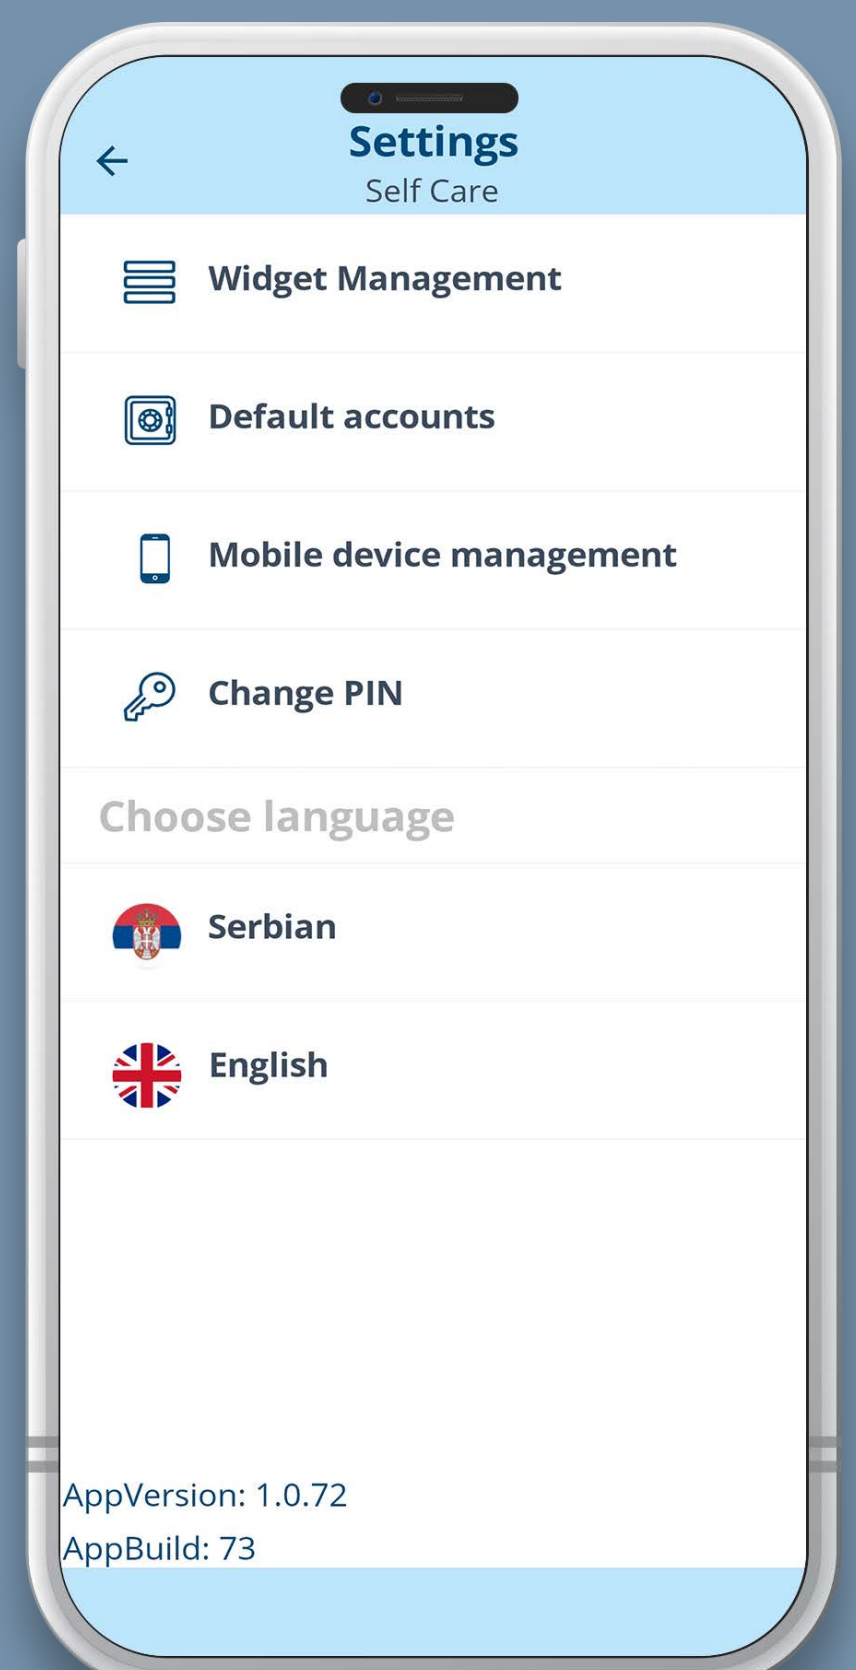 Settings
Self Care
Widget Management
Default accounts
Mobile device management
Change PIN
Choose language
Serbian
English
AppVersion: 1.0.72
AppBuild: 73